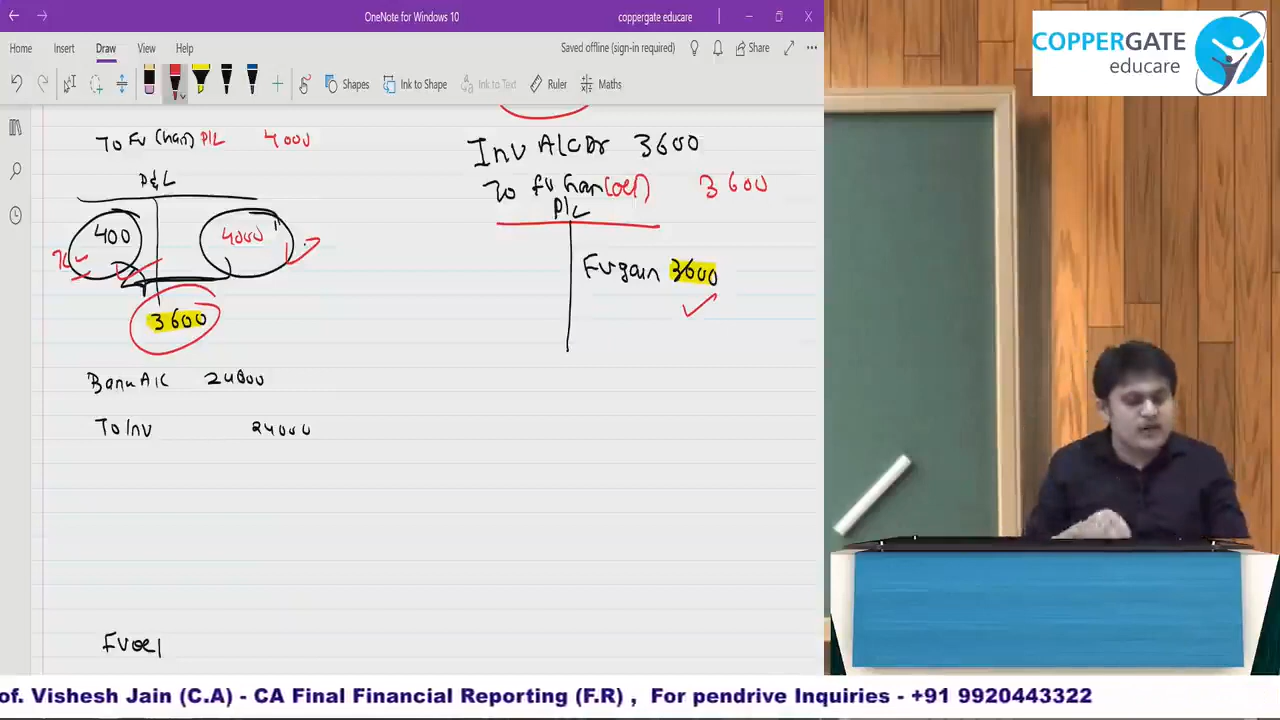 OneNote for Windows 10
coppergate educare
Home Insert Draw View Help
Saved offline (sign-in required)
Share
Shapes
Ink to Shape
Ink to Text
Ruler
Maths
COPPERGATE
educare
To FV (han) P/L 4000
P&L
400
4000
3600
Bank A/C 24000
To Inv 24000
FVOCI
Inv A/C Dr 3600
To FV han (OCI) 3600
P/L
FV gain 3600
of. Vishesh Jain (C.A) - CA Final Financial Reporting (F.R) , For pendrive Inquiries - +91 9920443322